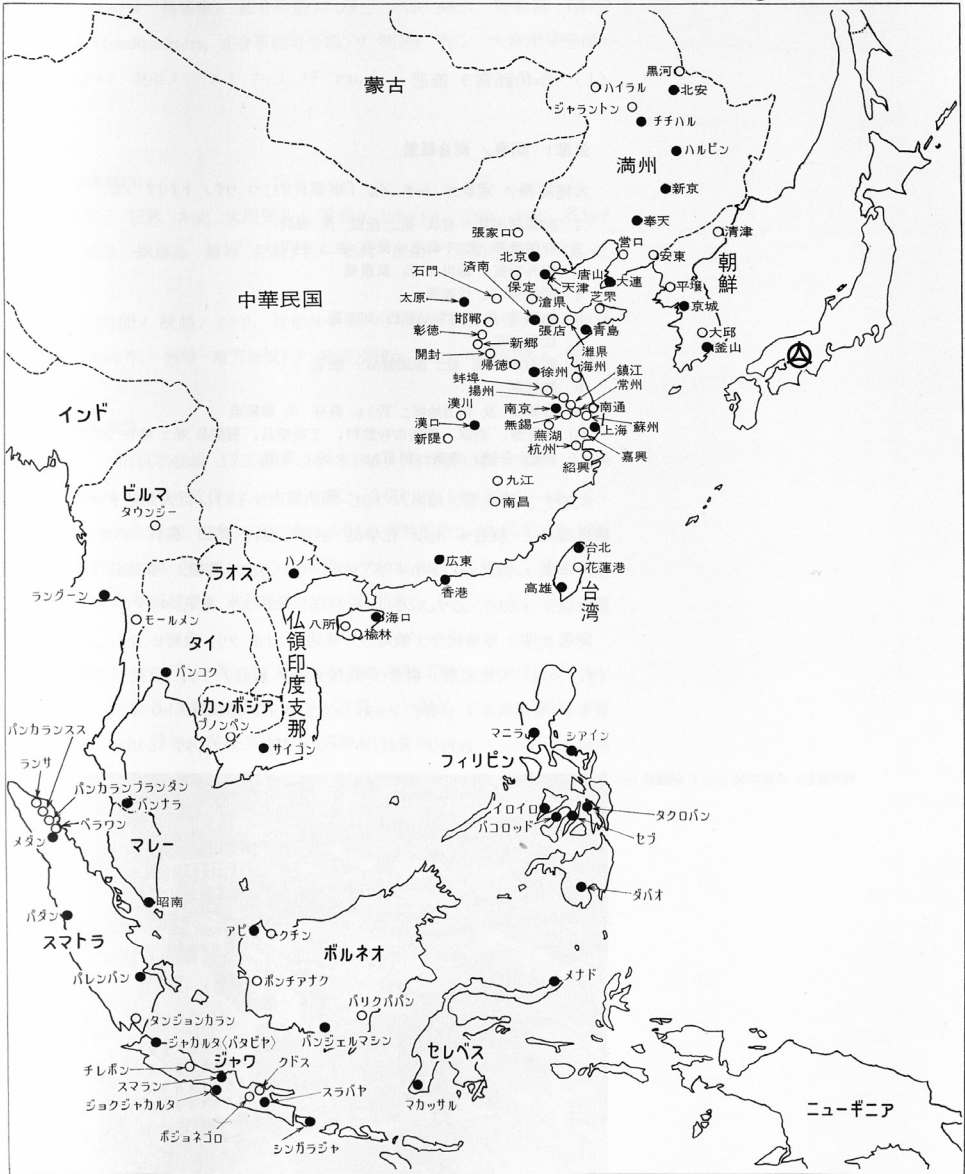 蒙古
黒河
ハイラル
北安
ジャラントン
チチハル
ハルピン
満州
新京
奉天
張家口
営口
清津
北京
安東
朝鮮
石門
済南
唐山
大連
平壌
保定
天津
中華民国
太原
滄県
芝罘
京城
邯鄲
張店
青島
大邱
彰徳
新郷
濰県
釜山
開封
帰徳
海州
鎮江
徐州
常州
蚌埠
揚州
漢川
南京
南通
インド
漢口
無錫
上海
蘇州
新陽
蕪湖
杭州
嘉興
紹興
九江
ビルマ
南昌
タウンジー
台北
広東
ラオス
ハノイ
花蓮港
ラングーン
香港
高雄
台湾
モールメン
海口
八所
楡林
タイ
仏領印度支那
バンコク
カンボジア
プノンペン
パンカランスス
マニラ
シアイン
サイゴン
ランサ
フィリピン
パンカランブランタン
バンナラ
イロイロ
タクロバン
ベラワン
バコロッド
セブ
メダン
マレー
ダバオ
昭南
パダン
アピ
クチン
スマトラ
ボルネオ
メナド
パレンバン
ポンチアナク
バリクパパン
タンジョンカラン
バンジェルマシン
ジャカルタ〈バタビヤ〉
セレベス
ジャワ
チレボン
クドス
スマラン
スラバヤ
マカッサル
ジョクジャカルタ
ニューギニア
ボジョネゴロ
シンガラジャ